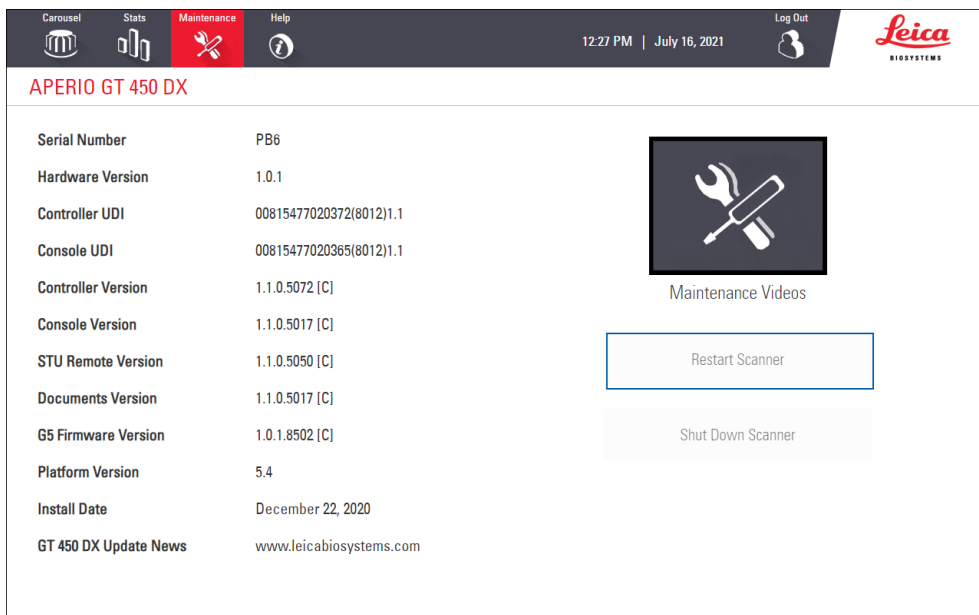 Carousel Stats Maintenance Help
12:27 PM | July 16, 2021
Log Out
Leica
BIOSYSTEMS
APERIO GT 450 DX
Serial Number PB6
Hardware Version 1.0.1
Controller UDI 00815477020372(8012)1.1
Console UDI 00815477020365(8012)1.1
Controller Version 1.1.0.5072 [C]
Console Version 1.1.0.5017 [C]
STU Remote Version 1.1.0.5050 [C]
Documents Version 1.1.0.5017 [C]
G5 Firmware Version 1.0.1.8502 [C]
Platform Version 5.4
Install Date December 22, 2020
GT 450 DX Update News www.leicabiosystems.com
Maintenance Videos
Restart Scanner
Shut Down Scanner